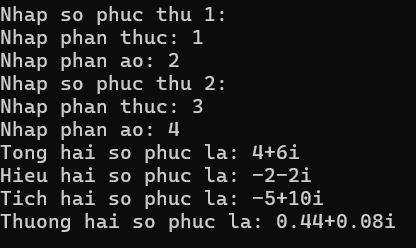 Nhap so phuc thu 1:
Nhap phan thuc: 1
Nhap phan ao: 2
Nhap so phuc thu 2:
Nhap phan thuc: 3
Nhap phan ao: 4
Tong hai so phuc la: 4+6i
Hieu hai so phuc la: -2-2i
Tich hai so phuc la: -5+10i
Thuong hai so phuc la: 0.44+0.08i